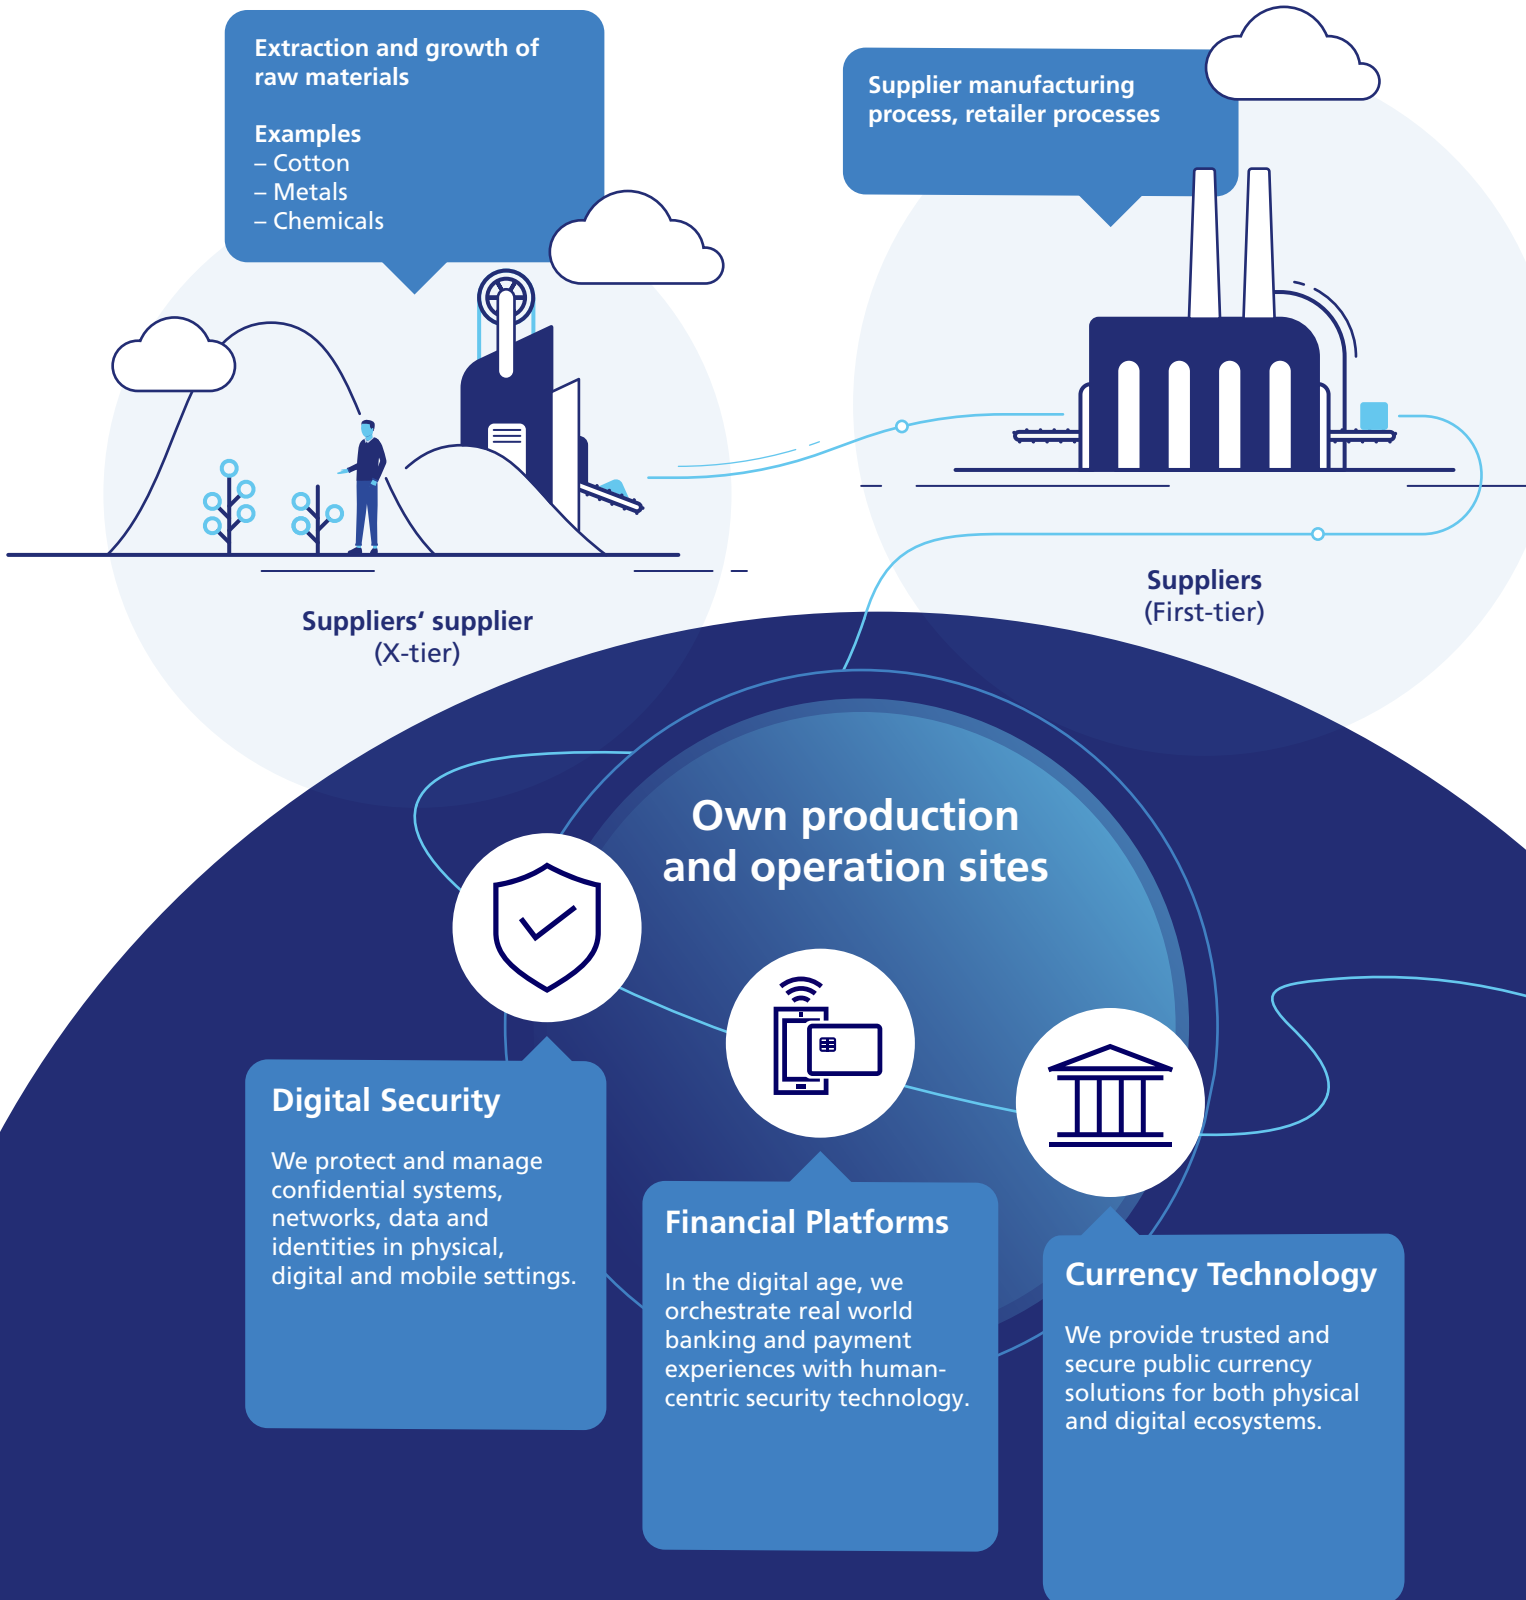 Extraction and growth of
raw materials
Examples
– Cotton
– Metals
– Chemicals
Supplier manufacturing
process, retailer processes
Suppliers‘ supplier
(X-tier)
Suppliers
(First-tier)
Own production
and operation sites
Digital Security
We protect and manage
confidential systems,
networks, data and
identities in physical,
digital and mobile settings.
Financial Platforms
In the digital age, we
orchestrate real world
banking and payment
experiences with human-
centric security technology.
Currency Technology
We provide trusted and
secure public currency
solutions for both physical
and digital ecosystems.